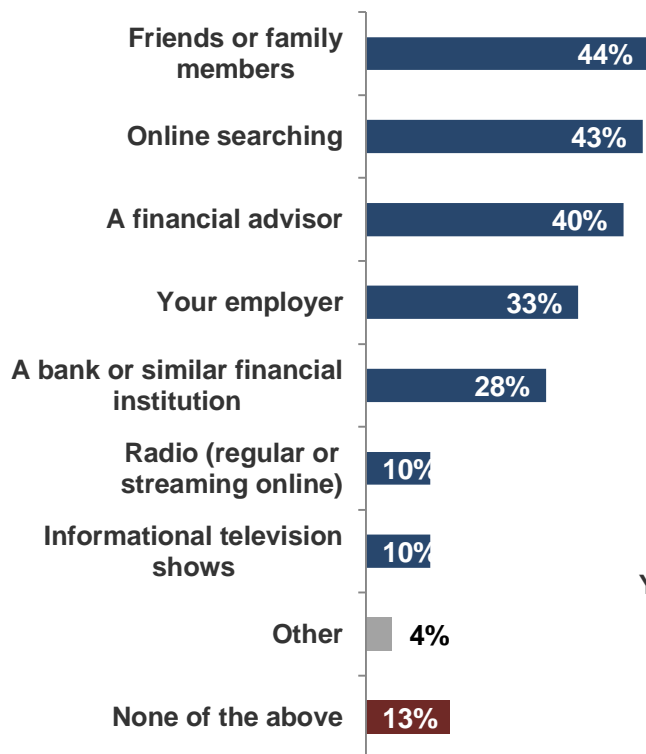 Friends or family
members
44%
Online searching
43%
A financial advisor
40%
Your employer
33%
A bank or similar financial
institution
28%
Radio (regular or
streaming online)
10%
Informational television
shows
10%
Y
Other
4%
None of the above
13%